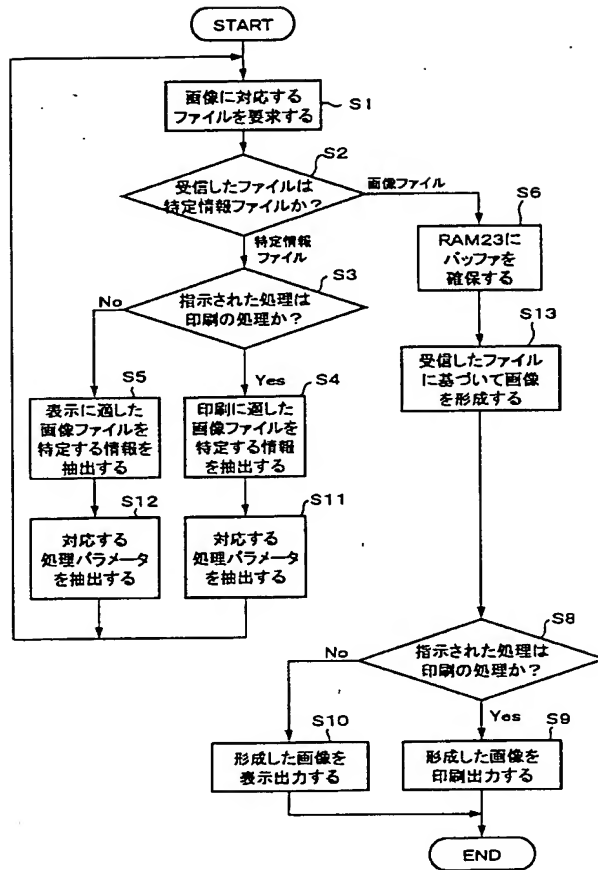 START
画像に対応する
ファイルを要求する
S1
S2
受信したファイルは
特定情報ファイルか？
画像ファイル
特定情報
ファイル
S6
RAM23に
バッファを
確保する
S3
指示された処理は
印刷の処理か？
No
Yes
S13
受信したファイル
に基づいて画像
を形成する
S5
表示に適した
画像ファイルを
特定する情報を
抽出する
S4
印刷に適した
画像ファイルを
特定する情報
を抽出する
S12
対応する
処理パラメータ
を抽出する
S11
対応する
処理パラメータ
を抽出する
S8
指示された処理は
印刷の処理か？
No
Yes
S10
形成した画像を
表示出力する
S9
形成した画像を
印刷出力する
END